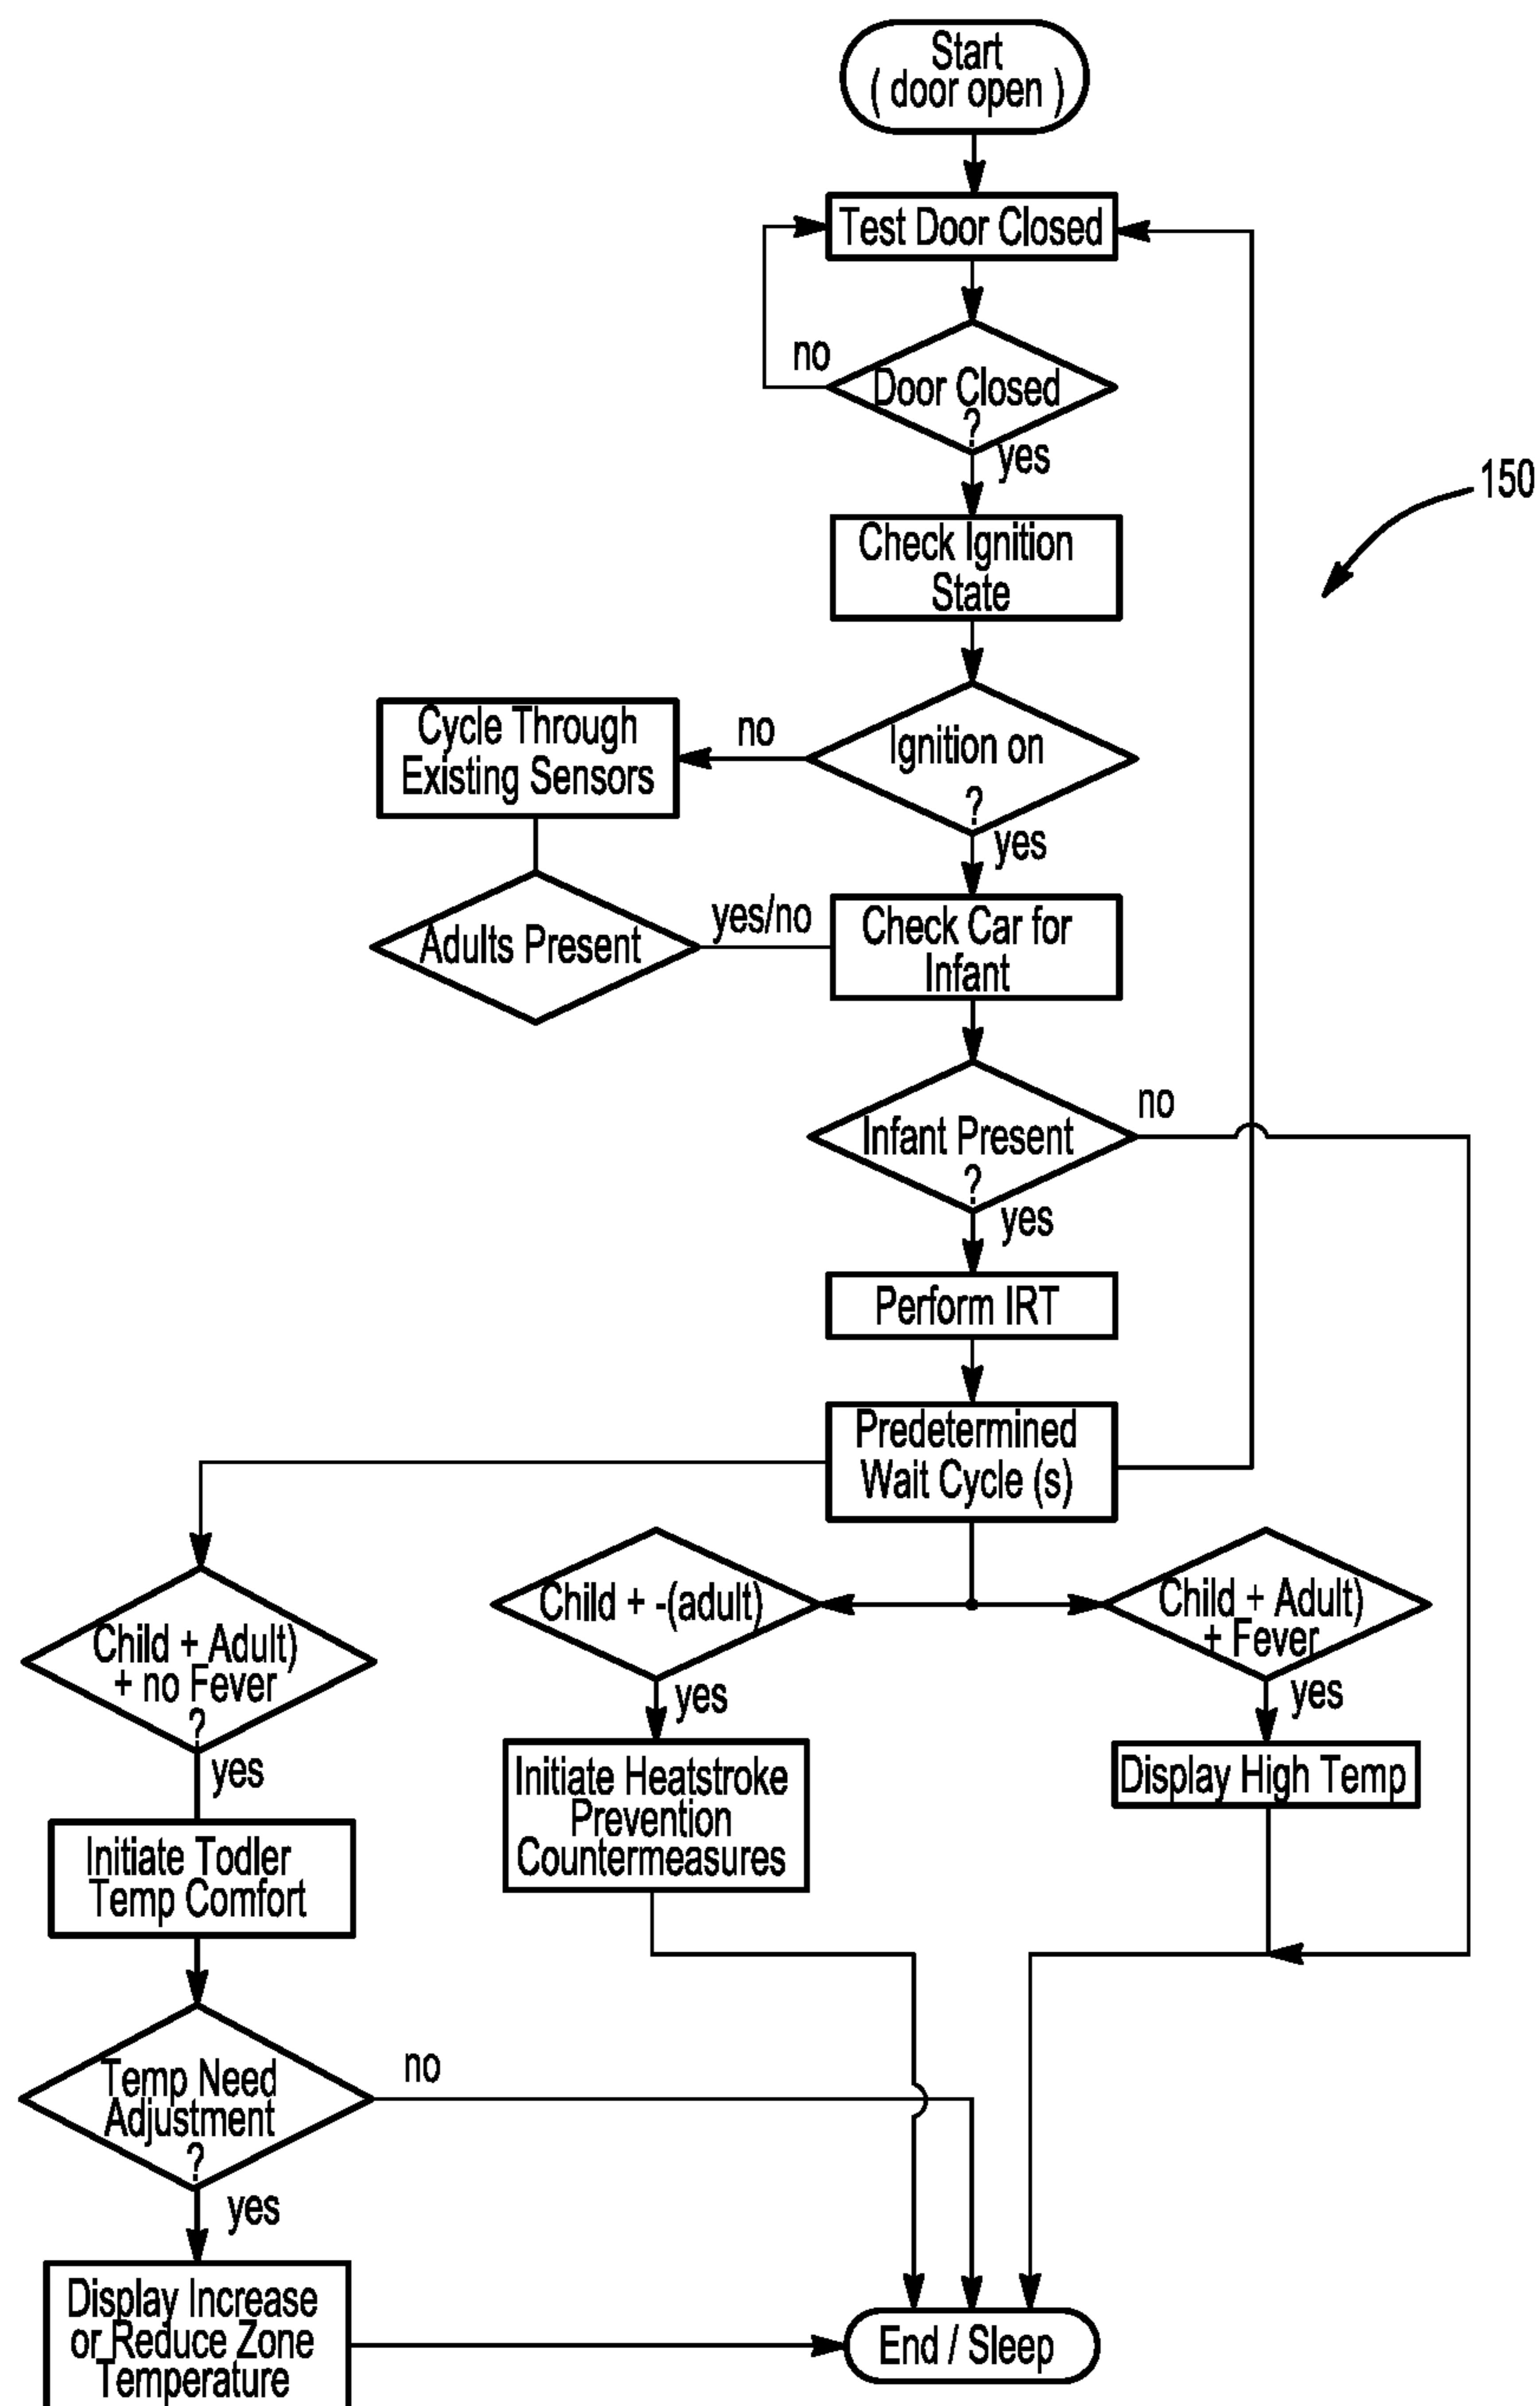 Start
( door open )
Test Door Closed
no
Door Closed
?
yes
150
Check Ignition
State
Cycle Through
Existing Sensors
no
Ignition on
?
yes
Adults Present
yes/no
Check Car for
Infant
no
Infant Present
?
yes
Perform IRT
Predetermined
Wait Cycle (s)
Child + Adult)
+ no Fever
?
yes
Child + -(adult)
yes
Child + Adult)
+ Fever
yes
Initiate Heatstroke
Prevention
Countermeasures
Display High Temp
Initiate Todler
Temp Comfort
Temp Need
Adjustment
?
no
yes
Display Increase
or Reduce Zone
Temperature
End / Sleep